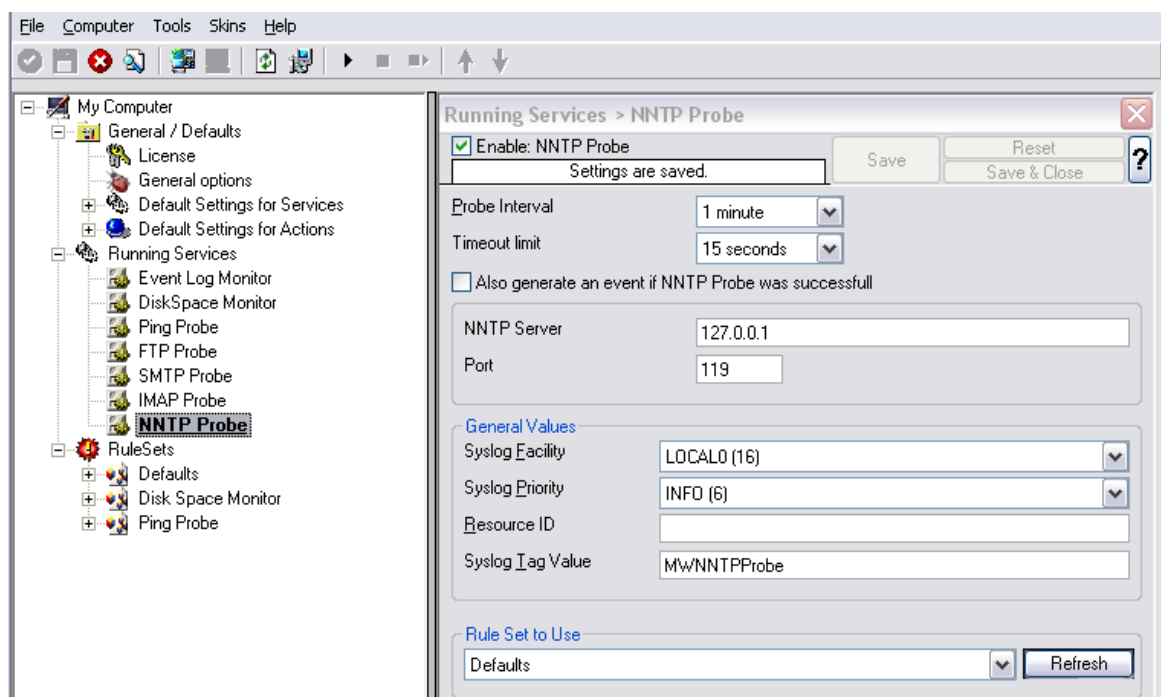 File Computer Tools Skins Help
My Computer
General / Defaults
License
General options
Default Settings for Services
Default Settings for Actions
Running Services
Event Log Monitor
DiskSpace Monitor
Ping Probe
FTP Probe
SMTP Probe
IMAP Probe
NNTP Probe
RuleSets
Defaults
Disk Space Monitor
Ping Probe
Running Services > NNTP Probe
Enable: NNTP Probe
Settings are saved.
Save
Reset
Save & Close
?
Probe Interval
1 minute
Timeout limit
15 seconds
Also generate an event if NNTP Probe was successfull
NNTP Server
127.0.0.1
Port
119
General Values
Syslog Facility
LOCAL0 (16)
Syslog Priority
INFO (6)
Resource ID
Syslog Tag Value
MWNNTPProbe
Rule Set to Use
Defaults
Refresh